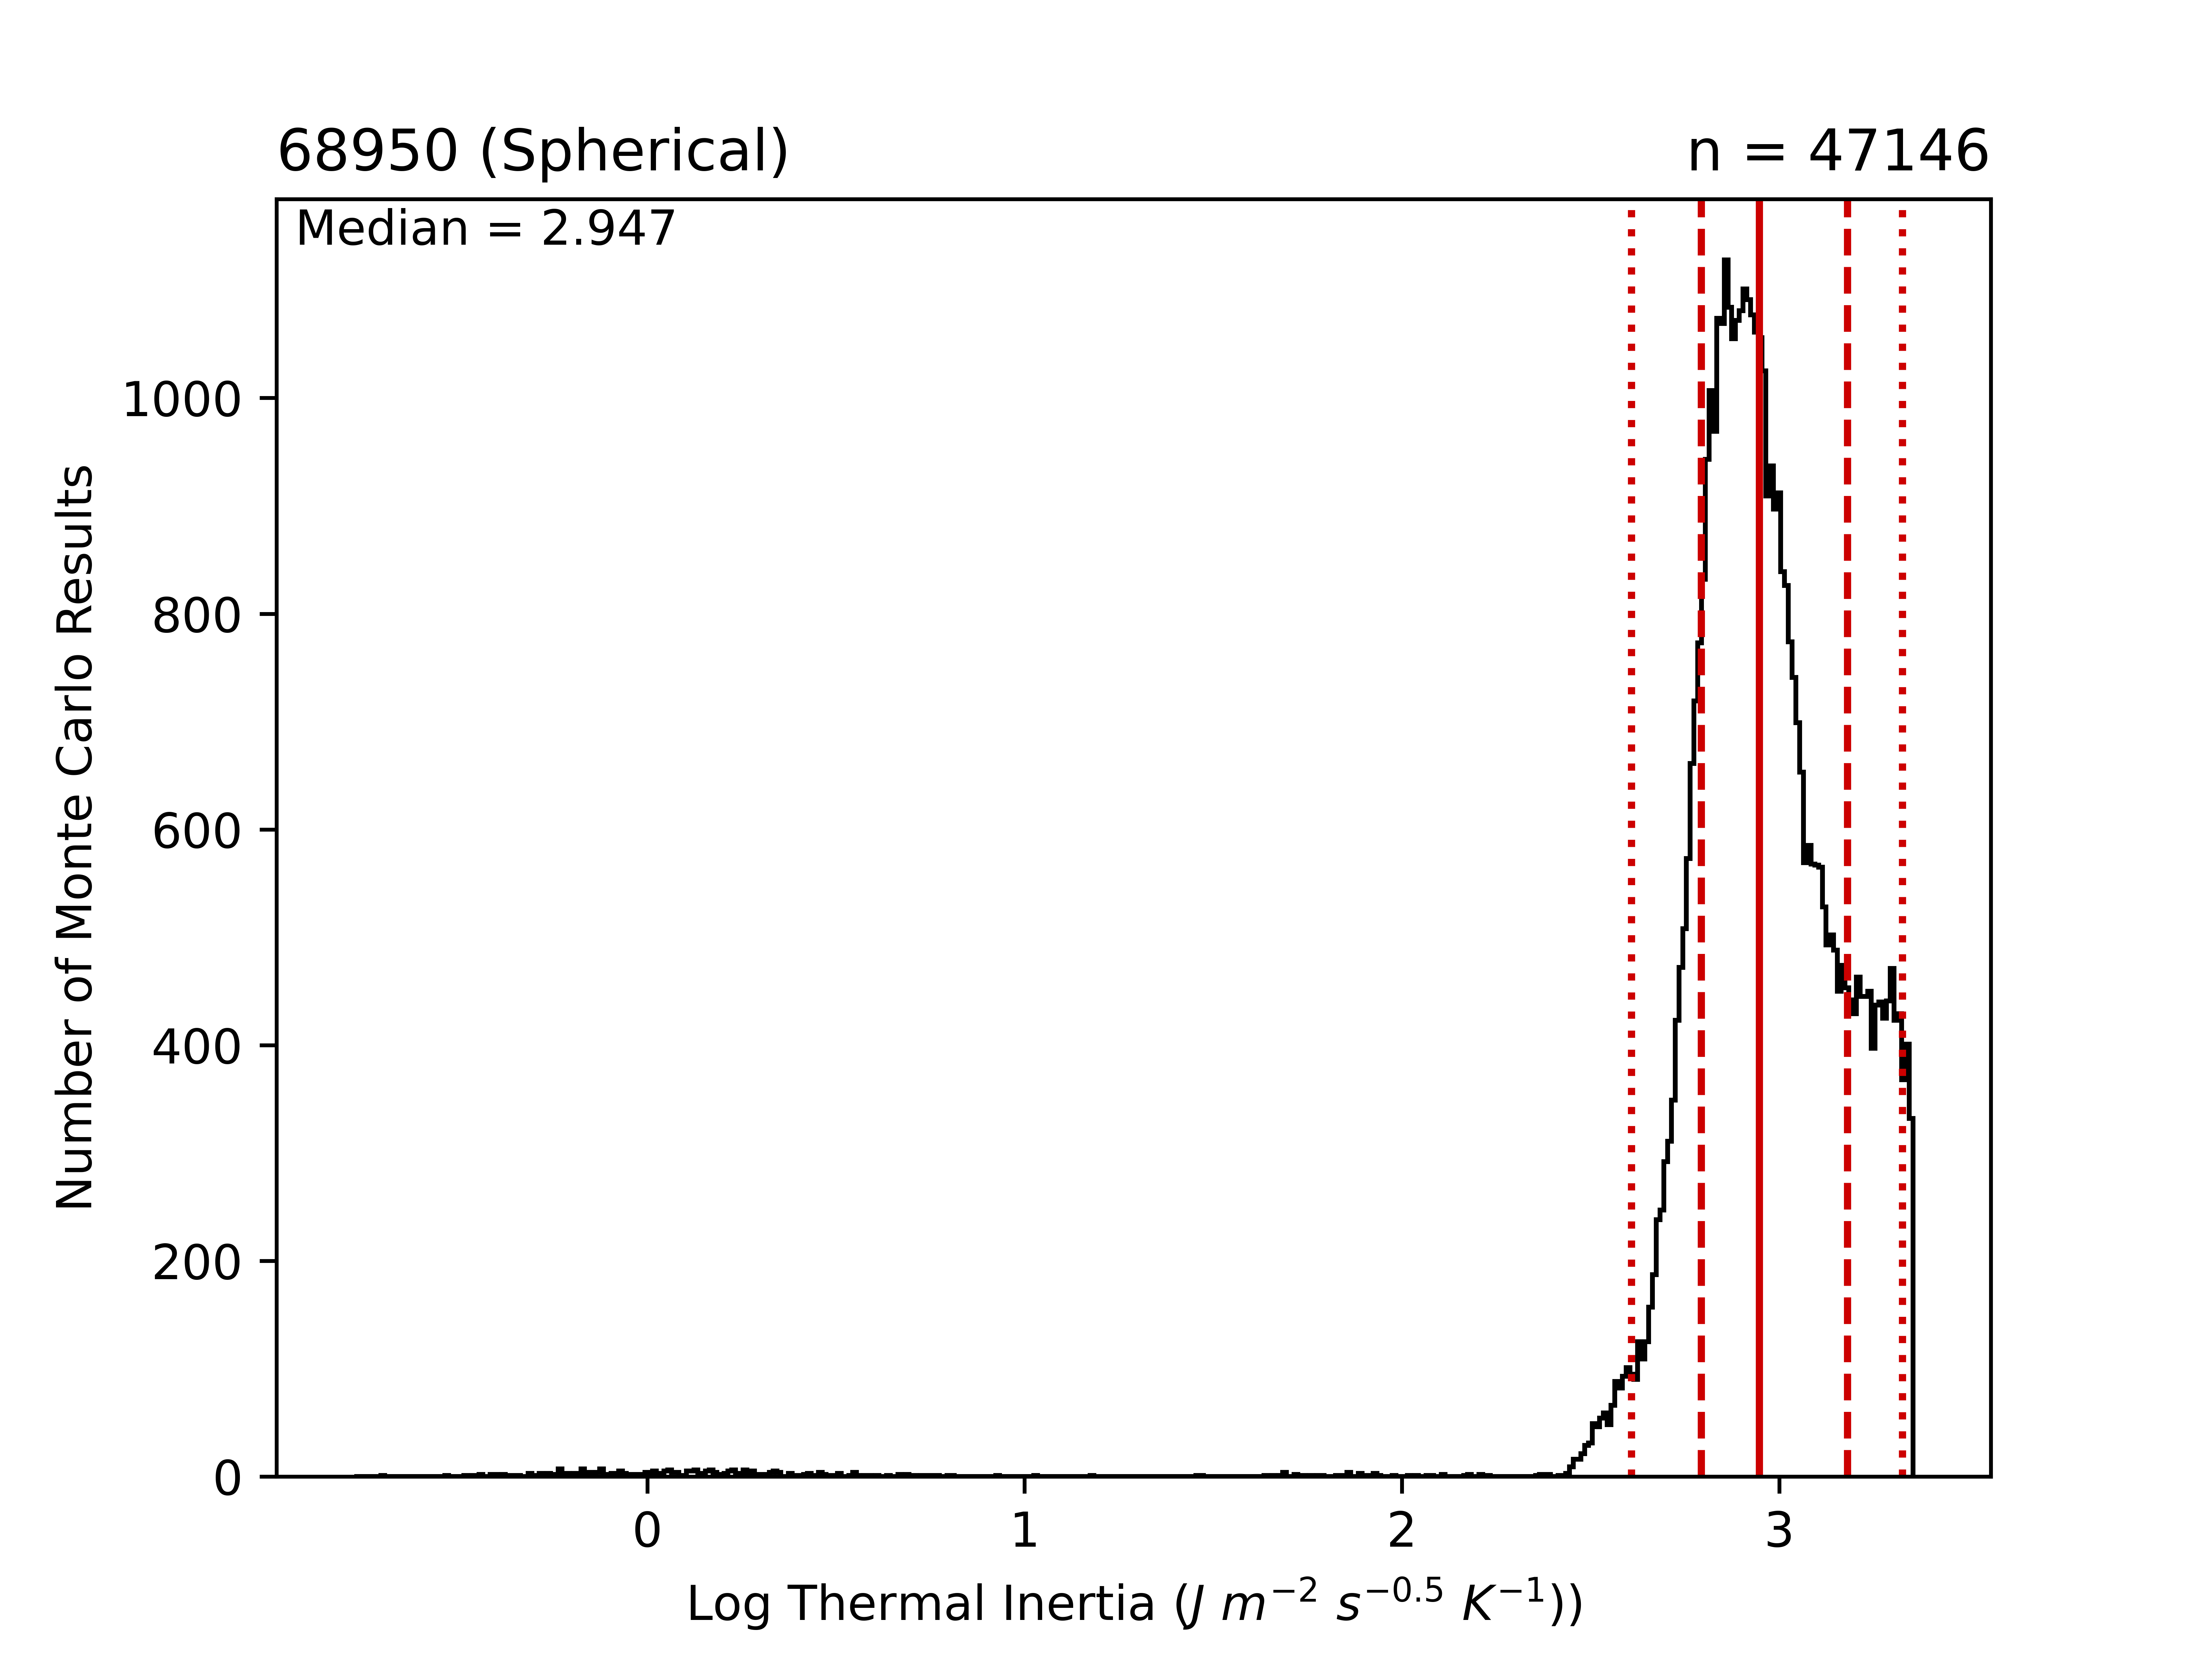 68950 (Spherical)
n = 47146
Median = 2.947
Number of Monte Carlo Results
1000
800
600
400
200
0
0 1 2 3
Log Thermal Inertia (J m⁻² s⁻⁰·⁵ K⁻¹))